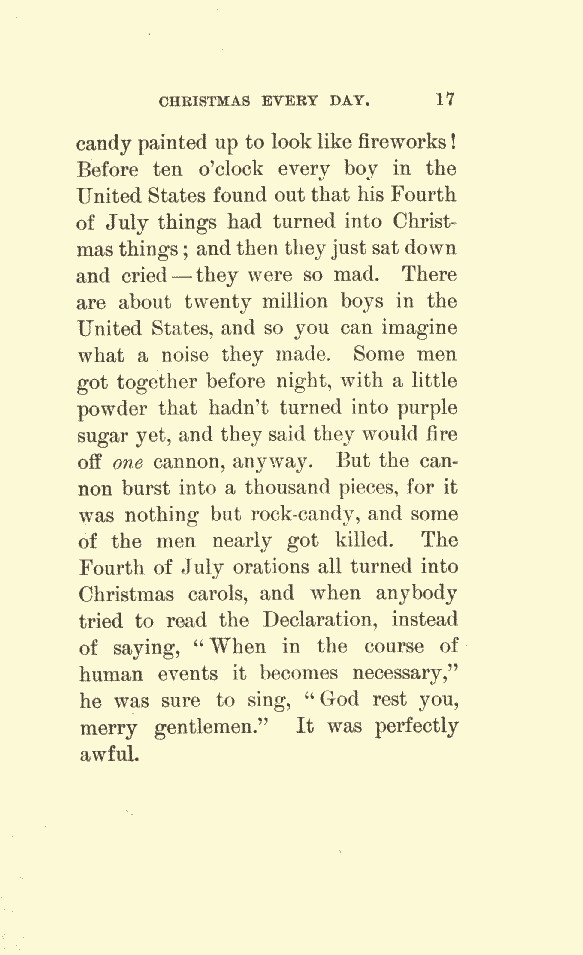 CHRISTMAS EVERY DAY. 17
candy painted up to look like fireworks!
Before ten o'clock every boy in the
United States found out that his Fourth
of July things had turned into Christ-
mas things; and then they just sat down
and cried—they were so mad. There
are about twenty million boys in the
United States, and so you can imagine
what a noise they made. Some men
got together before night, with a little
powder that hadn't turned into purple
sugar yet, and they said they would fire
off one cannon, anyway. But the can-
non burst into a thousand pieces, for it
was nothing but rock-candy, and some
of the men nearly got killed. The
Fourth of July orations all turned into
Christmas carols, and when anybody
tried to read the Declaration, instead
of saying, “When in the course of
human events it becomes necessary,”
he was sure to sing, “God rest you,
merry gentlemen.” It was perfectly
awful.